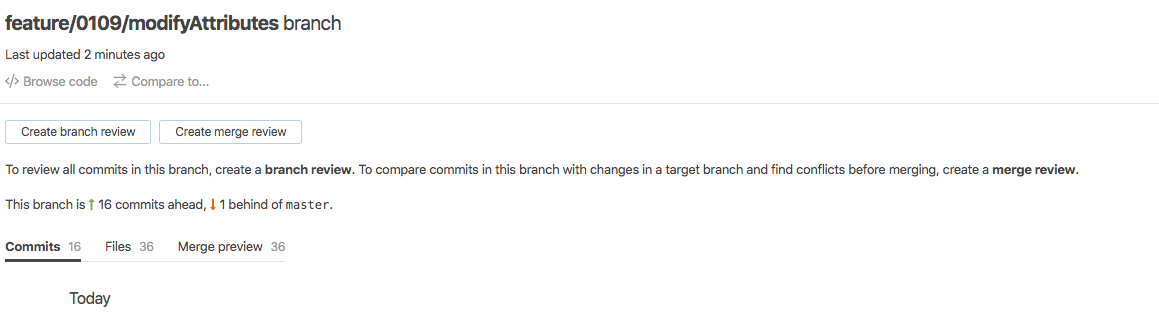 feature/0109/modifyAttributes branch
Last updated 2 minutes ago
Browse code Compare to...
Create branch review Create merge review
To review all commits in this branch, create a branch review. To compare commits in this branch with changes in a target branch and find conflicts before merging, create a merge review.
This branch is 16 commits ahead, 1 behind of master.
Commits 16 Files 36 Merge preview 36
Today